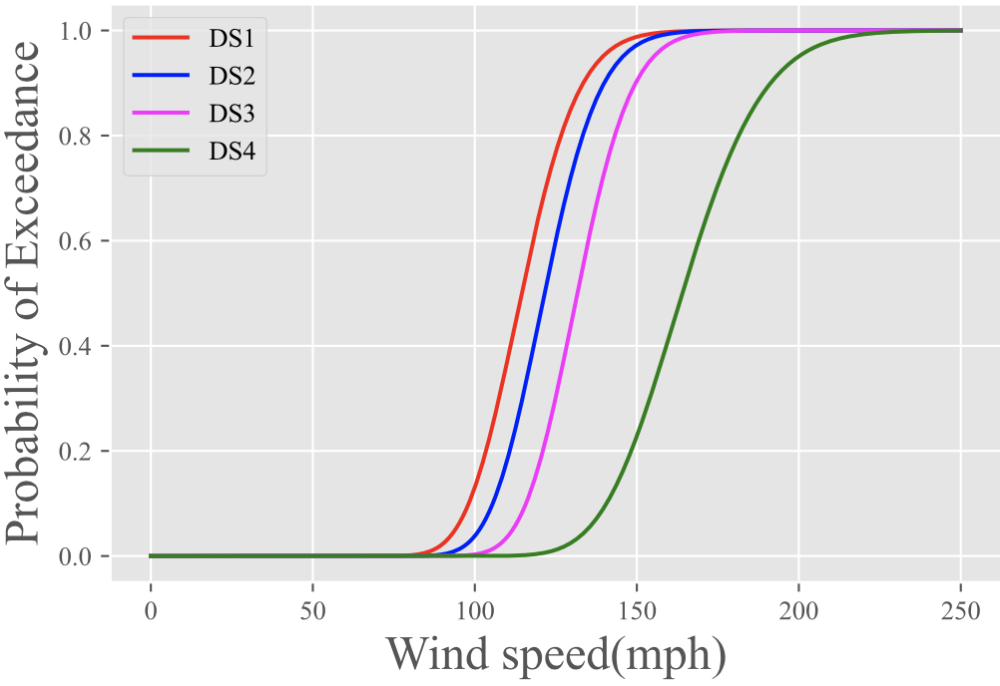 DS1
DS2
DS3
DS4
Probability of Exceedance
1.0
0.8
0.6
0.4
0.2
0.0
0 50 100 150 200 250
Wind speed(mph)